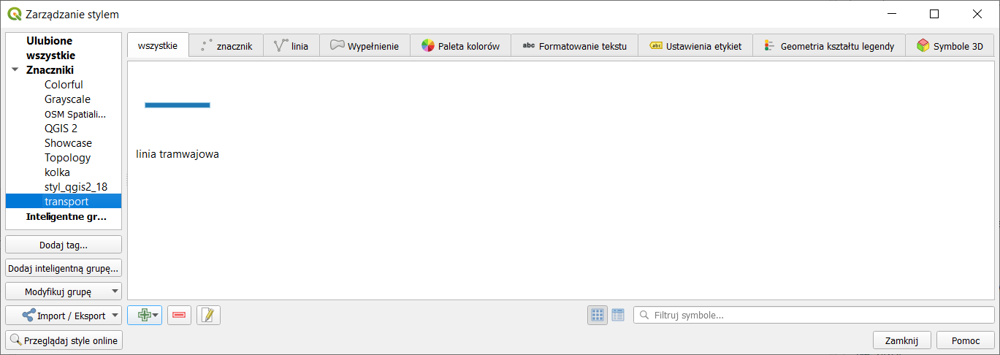 Zarządzanie stylem
Ulubione
wszystkie
Znaczniki
Colorful
Grayscale
OSM Spatiali...
QGIS 2
Showcase
Topology
kolka
styl_qgis2_18
transport
Inteligentne gr...
Dodaj tag...
Dodaj inteligentną grupę...
Modyfikuj grupę
Import / Eksport
Przeglądaj style online
wszystkie
znacznik
linia
Wypełnienie
Paleta kolorów
abc Formatowanie tekstu
abc Ustawienia etykiet
Geometria kształtu legendy
Symbole 3D
linia tramwajowa
Filtruj symbole...
Zamknij
Pomoc